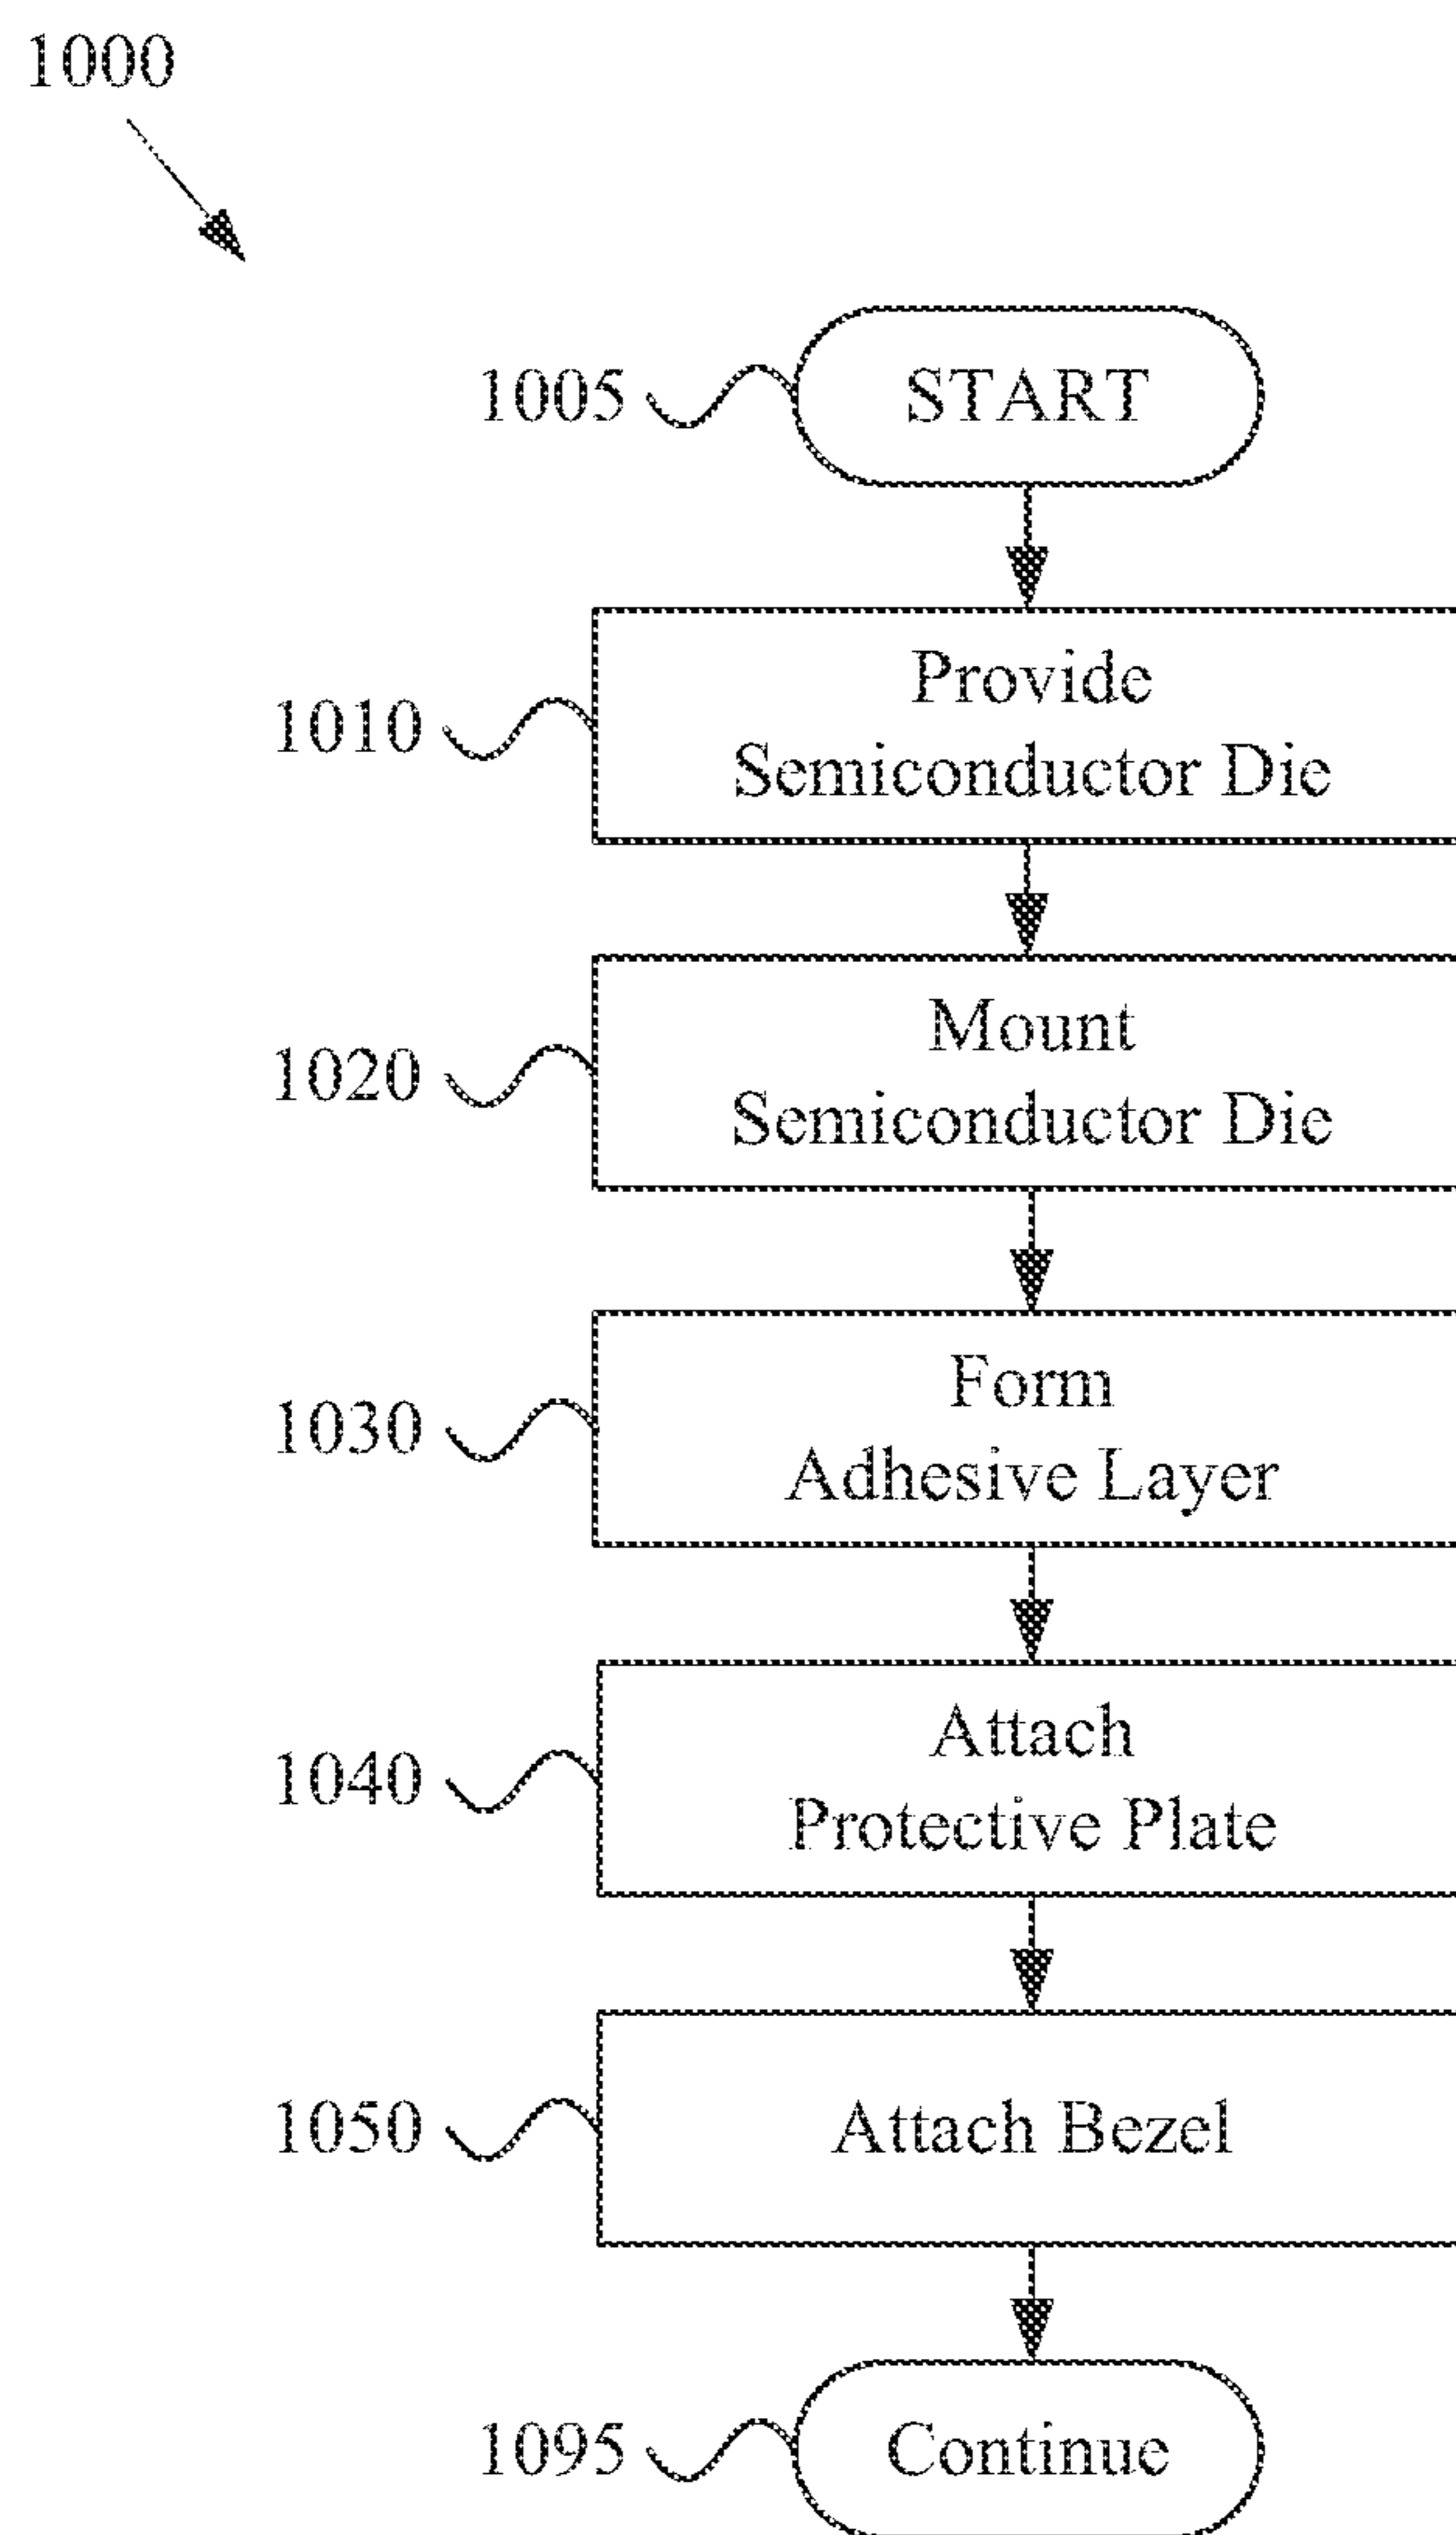 1000
1005 START
1010 Provide
Semiconductor Die
1020 Mount
Semiconductor Die
1030 Form
Adhesive Layer
1040 Attach
Protective Plate
1050 Attach Bezel
1095 Continue